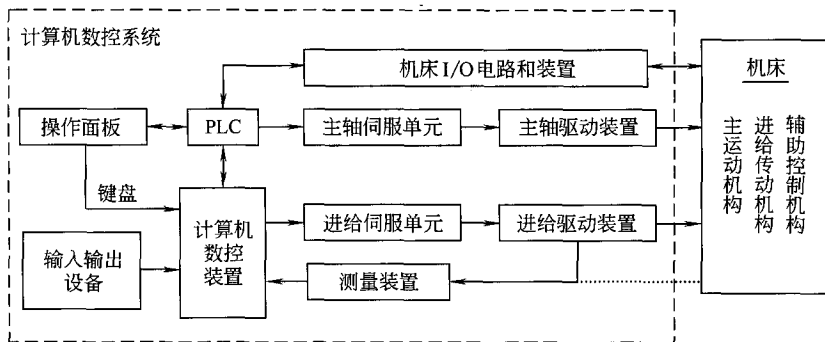 计算机数控系统
机床 I/O 电路和装置
机床
操作面板
PLC
主轴伺服单元
主轴驱动装置
主运动机构
进给传动机构
辅助控制机构
键盘
计算机
数控
装置
进给伺服单元
进给驱动装置
输入输出
设备
测量装置